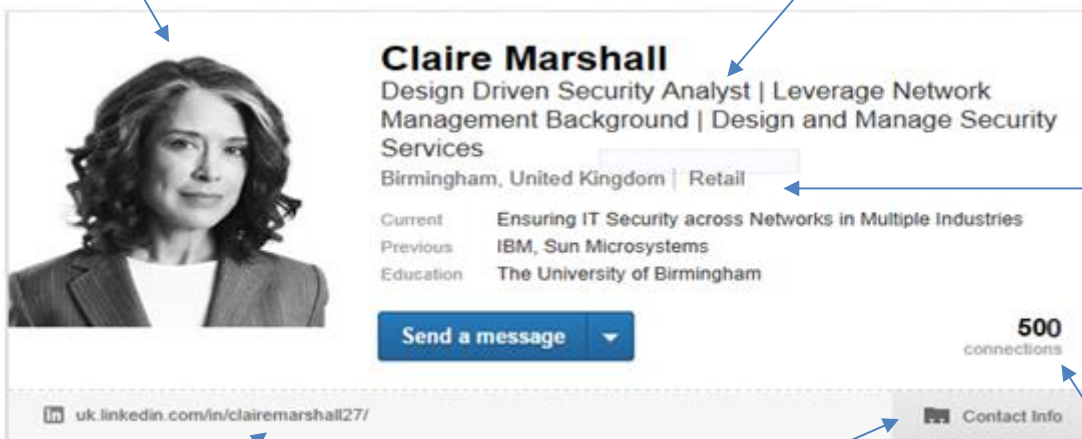 Claire Marshall
Design Driven Security Analyst | Leverage Network
Management Background | Design and Manage Security
Services
Birmingham, United Kingdom | Retail
Current Ensuring IT Security across Networks in Multiple Industries
Previous IBM, Sun Microsystems
Education The University of Birmingham
Send a message
500
connections
in uk.linkedin.com/in/clairemarshall27/
Contact Info